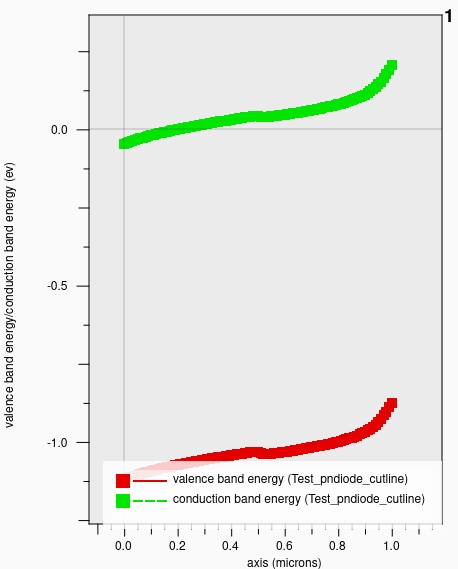 1
valence band energy/conduction band energy (ev)
0.0
-0.5
-1.0
valence band energy (Test_pndiode_cutline)
conduction band energy (Test_pndiode_cutline)
0.0 0.2 0.4 0.6 0.8 1.0
axis (microns)